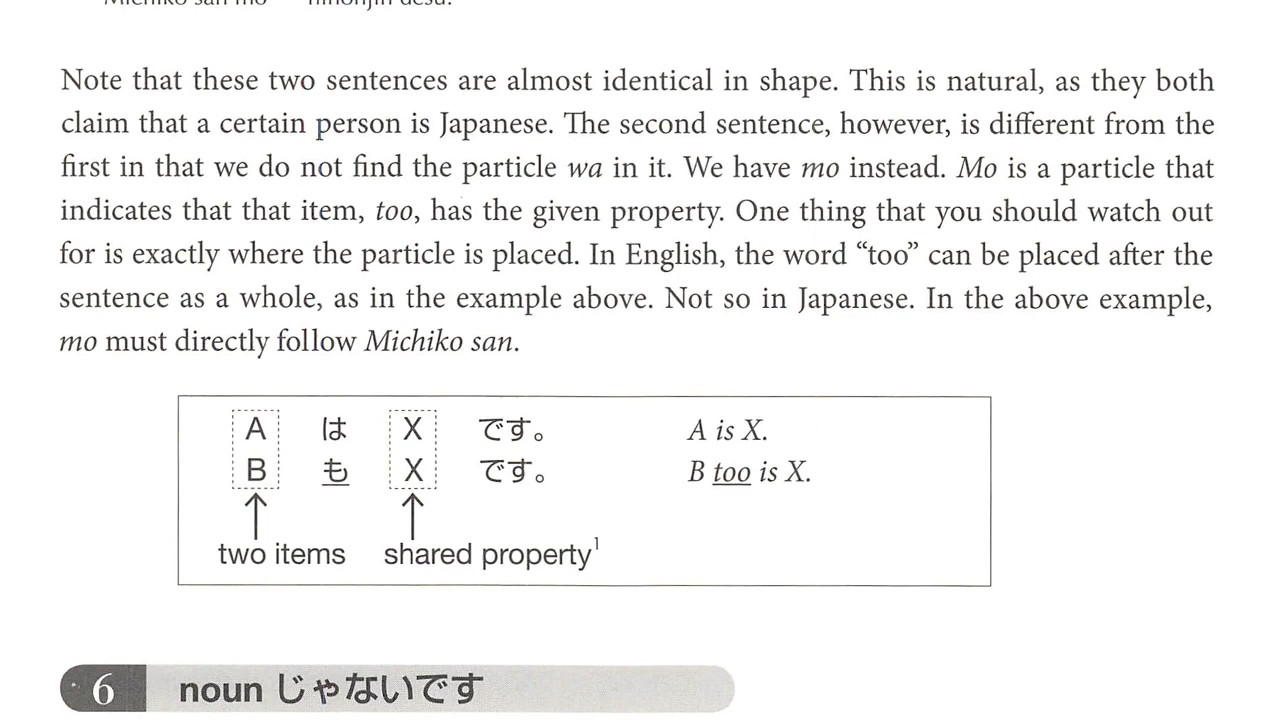 Michiko san mo nihonjin desu.
Note that these two sentences are almost identical in shape. This is natural, as they both
claim that a certain person is Japanese. The second sentence, however, is different from the
first in that we do not find the particle wa in it. We have mo instead. Mo is a particle that
indicates that that item, too, has the given property. One thing that you should watch out
for is exactly where the particle is placed. In English, the word “too” can be placed after the
sentence as a whole, as in the example above. Not so in Japanese. In the above example,
mo must directly follow Michiko san.
A は X です。 A is X.
B も X です。 B too is X.
two items shared property1
6 noun じゃないです